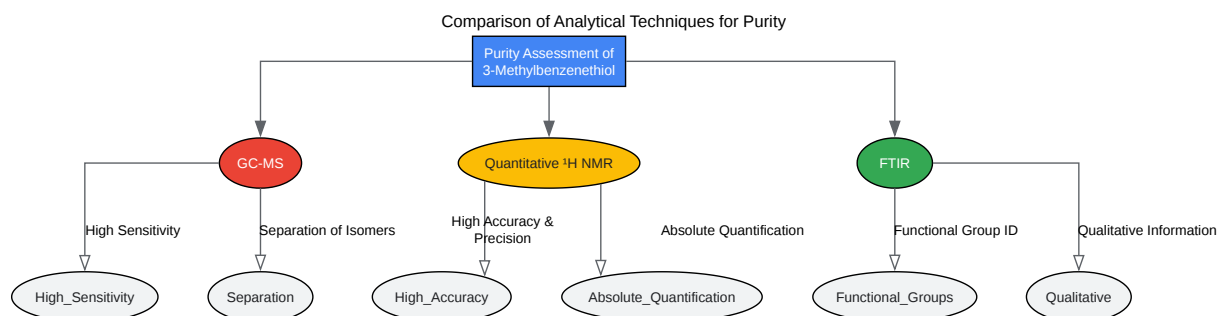 Comparison of Analytical Techniques for Purity
Purity Assessment of
3-Methylbenzenethiol
GC-MS
Quantitative ¹H NMR
FTIR
High Sensitivity
Separation of Isomers
High Accuracy &
Precision
Absolute Quantification
Functional Group ID
Qualitative Information
High_Sensitivity
Separation
High_Accuracy
Absolute_Quantification
Functional_Groups
Qualitative